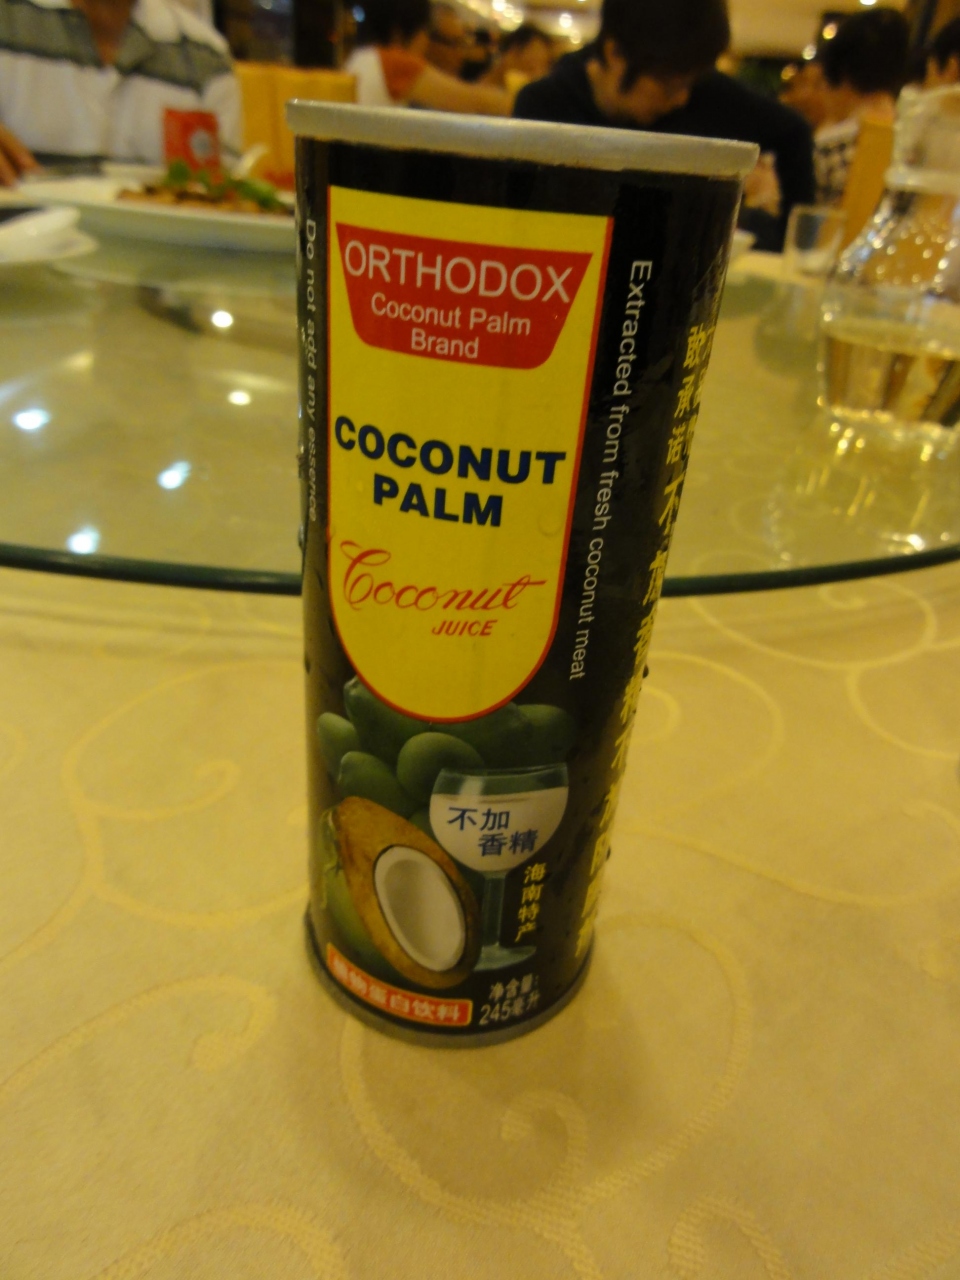 ORTHODOX
Coconut Palm
Brand
COCONUT
PALM
Coconut
JUICE
Do not add any essence
Extracted from fresh coconut meat
不加
香精
海南特产
植物蛋白饮料
净含量:
245毫升